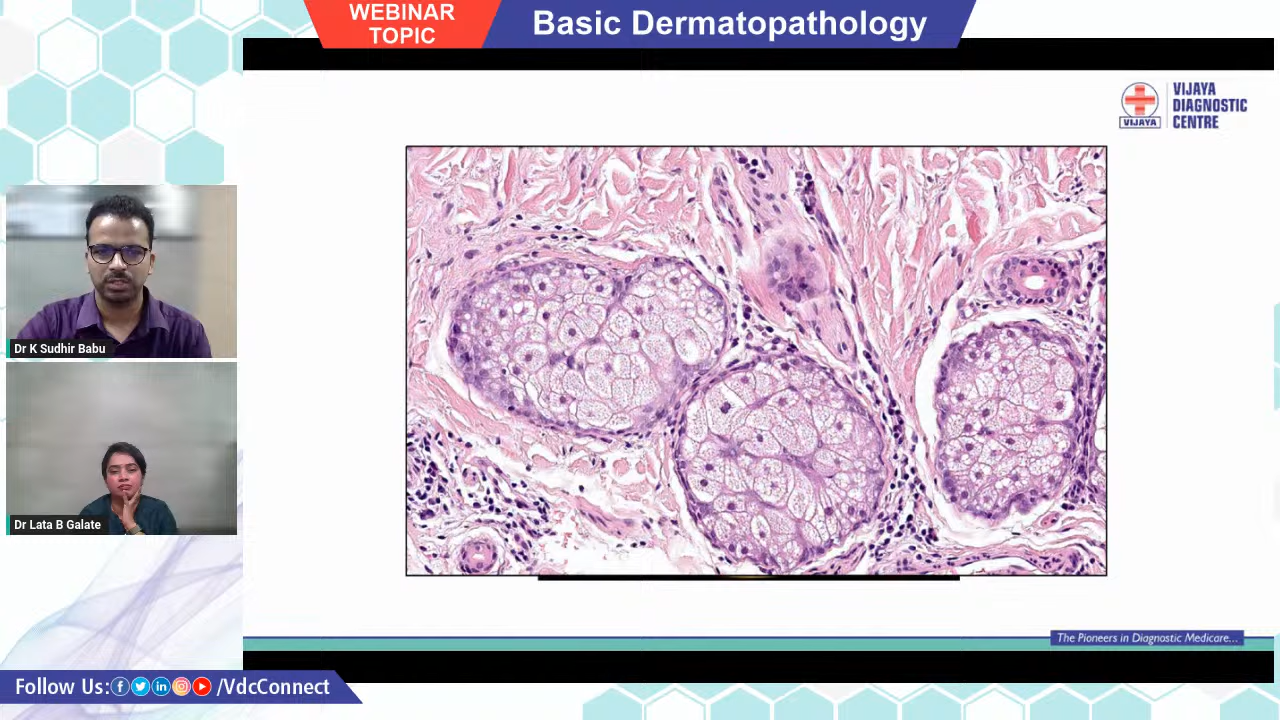 WEBINAR
TOPIC
Basic Dermatopathology
VIJAYA
VIJAYA
DIAGNOSTIC
CENTRE
Dr K Sudhir Babu
Dr Lata B Galate
The Pioneers in Diagnostic Medicare...
Follow Us: /VdcConnect